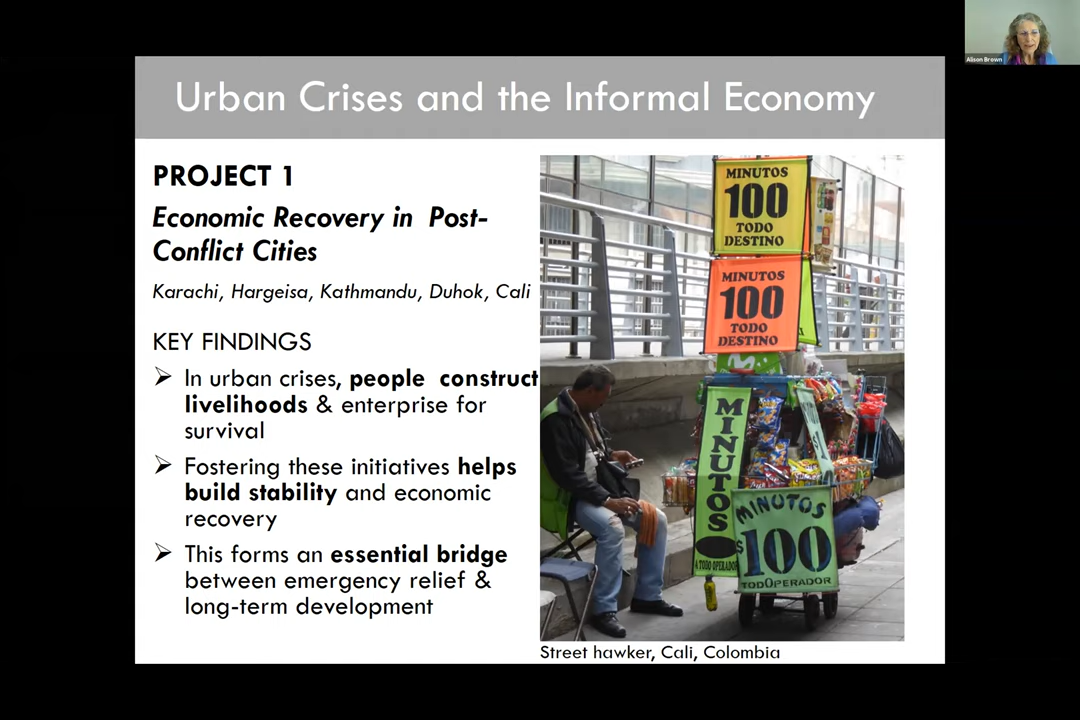 Alison Brown
Urban Crises and the Informal Economy
PROJECT 1
Economic Recovery in Post-
Conflict Cities
Karachi, Hargeisa, Kathmandu, Duhok, Cali
KEY FINDINGS
➢ In urban crises, people construct
livelihoods & enterprise for
survival
➢ Fostering these initiatives helps
build stability and economic
recovery
➢ This forms an essential bridge
between emergency relief &
long-term development
MINUTOS
100
TODO
DESTINO
MINUTOS
100
TODO
DESTINO
MINUTOS
A TODO OPERADOR
MINUTOS
$100
TODOPERADOR
Street hawker, Cali, Colombia